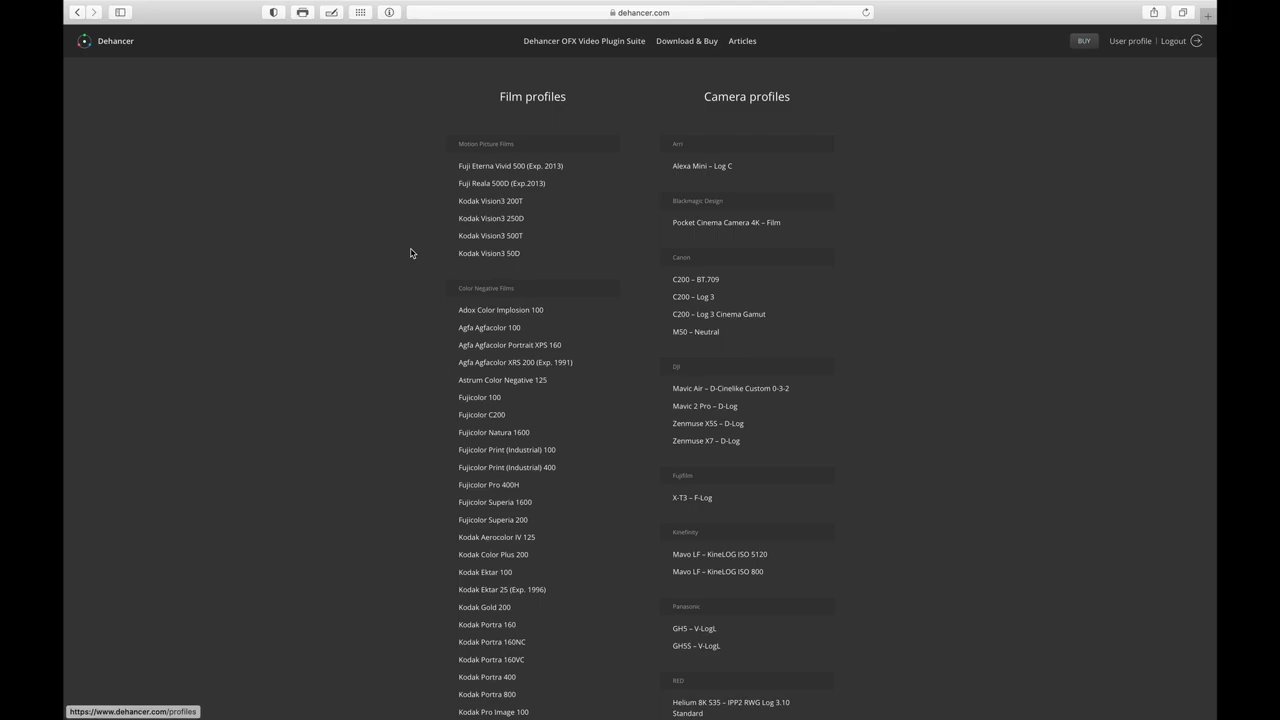 dehancer.com
Dehancer
Dehancer OFX Video Plugin Suite
Download & Buy
Articles
BUY
User profile
Logout
Film profiles
Motion Picture Films
Fuji Eterna Vivid 500 (Exp. 2013)
Fuji Reala 500D (Exp.2013)
Kodak Vision3 200T
Kodak Vision3 250D
Kodak Vision3 500T
Kodak Vision3 50D
Color Negative Films
Adox Color Implosion 100
Agfa Agfacolor 100
Agfa Agfacolor Portrait XPS 160
Agfa Agfacolor XRS 200 (Exp. 1991)
Astrum Color Negative 125
Fujicolor 100
Fujicolor C200
Fujicolor Natura 1600
Fujicolor Print (Industrial) 100
Fujicolor Print (Industrial) 400
Fujicolor Pro 400H
Fujicolor Superia 1600
Fujicolor Superia 200
Kodak Aerocolor IV 125
Kodak Color Plus 200
Kodak Ektar 100
Kodak Ektar 25 (Exp. 1996)
Kodak Gold 200
Kodak Portra 160
Kodak Portra 160NC
Kodak Portra 160VC
Kodak Portra 400
Kodak Portra 800
Kodak Pro Image 100
Camera profiles
Arri
Alexa Mini – Log C
Blackmagic Design
Pocket Cinema Camera 4K – Film
Canon
C200 – BT.709
C200 – Log 3
C200 – Log 3 Cinema Gamut
M50 – Neutral
DJI
Mavic Air – D-Cinelike Custom 0-3-2
Mavic 2 Pro – D-Log
Zenmuse X5S – D-Log
Zenmuse X7 – D-Log
Fujifilm
X-T3 – F-Log
Kinefinity
Mavo LF – KineLOG ISO 5120
Mavo LF – KineLOG ISO 800
Panasonic
GH5 – V-LogL
GH5S – V-LogL
RED
Helium 8K S35 – IPP2 RWG Log 3.10
Standard
https://www.dehancer.com/profiles